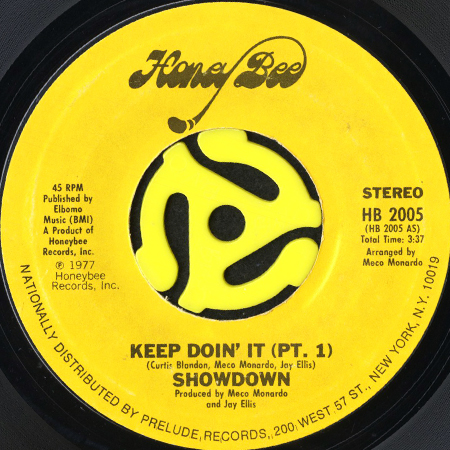 Honey Bee
45 RPM
Published by
Elbomo
Music (BMI)
A Product of
Honeybee
Records, Inc.
℗ 1977
Honeybee
Records, Inc.
STEREO
HB 2005
(HB 2005 AS)
Total Time: 3:37
Arranged by
Meco Monardo
KEEP DOIN' IT (PT. 1)
(Curtis Blandon, Meco Monardo, Jay Ellis)
SHOWDOWN
Produced by Meco Monardo
and Jay Ellis
NATIONALLY DISTRIBUTED BY PRELUDE RECORDS, 200 WEST 57 ST., NEW YORK, N.Y. 10019